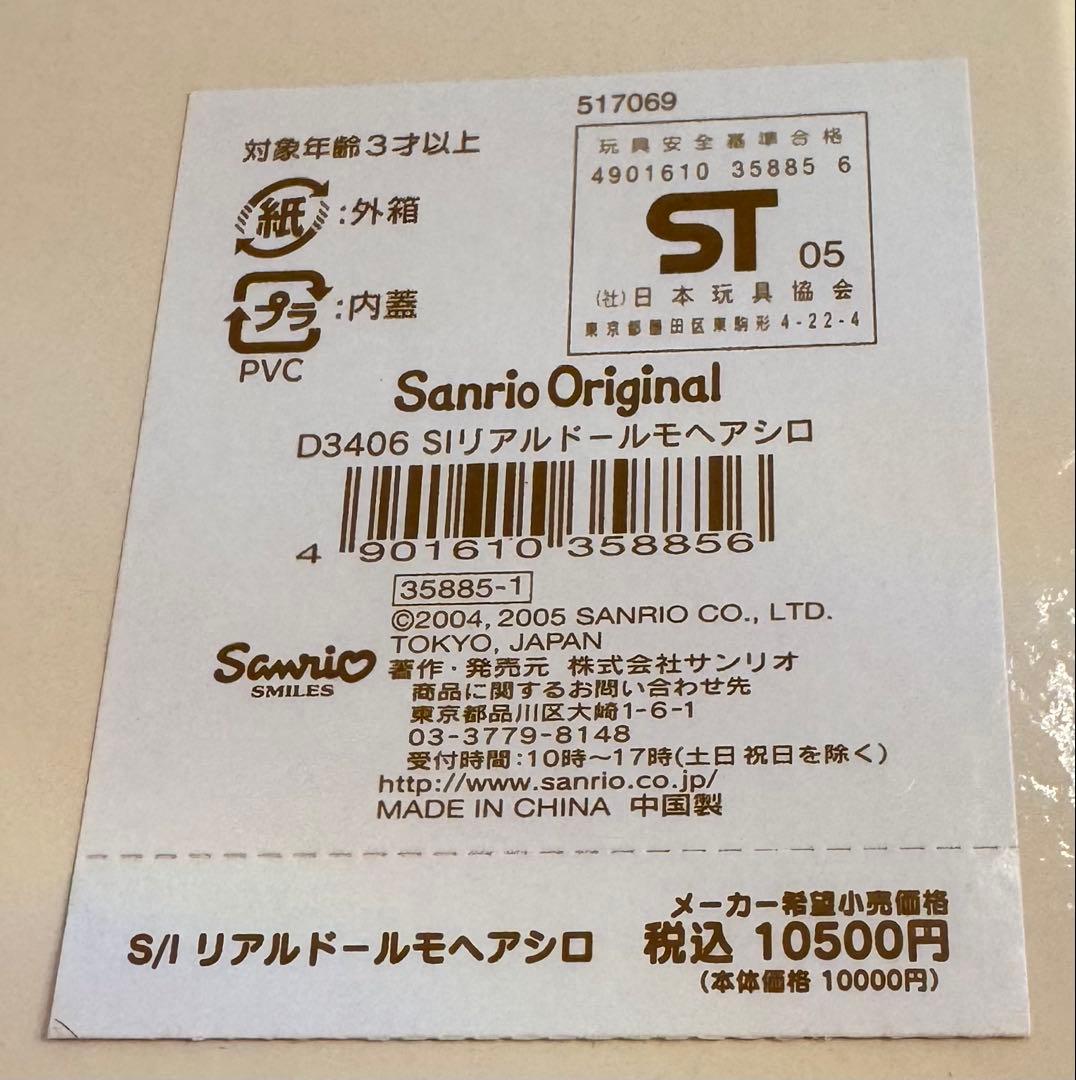 517069
対象年齢3才以上
玩具安全基準合格
4901610 35885 6
ST 05
(社)日本玩具協会
東京都墨田区東駒形4-22-4
紙:外箱
プラ:内蓋
PVC
Sanrio Original
D3406 SIリアルドールモヘアシロ
4 901610 358856
35885-1
©2004, 2005 SANRIO CO., LTD.
TOKYO, JAPAN
Sanrio
SMILES
著作・発売元 株式会社サンリオ
商品に関するお問い合わせ先
東京都品川区大崎1-6-1
03-3779-8148
受付時間:10時～17時(土日祝日を除く)
http://www.sanrio.co.jp/
MADE IN CHINA 中国製
メーカー希望小売価格
S/I リアルドールモヘアシロ
税込 10500円
(本体価格 10000円)